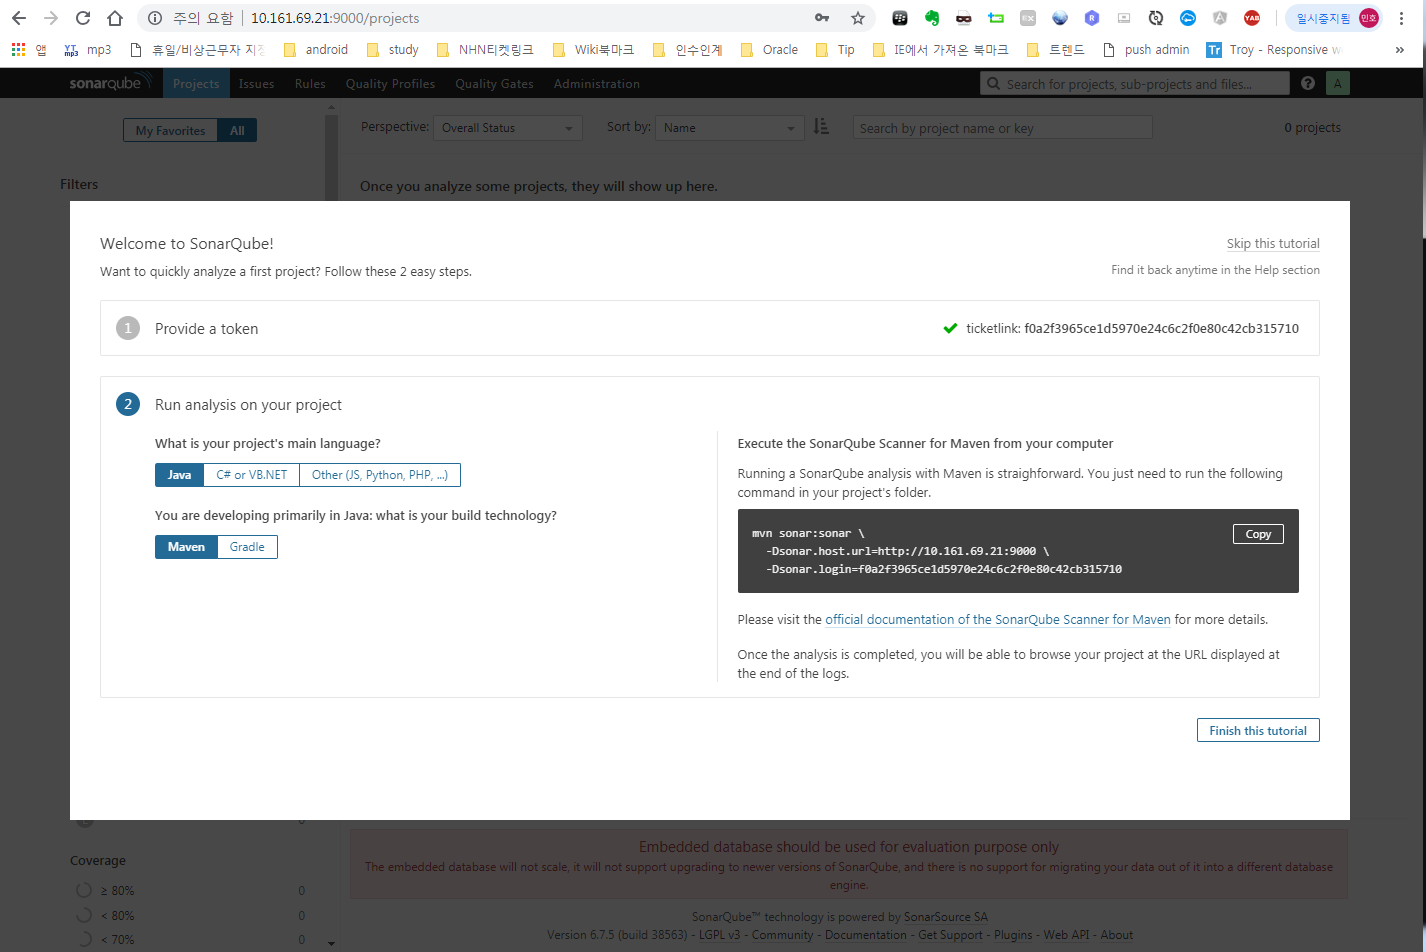 주의 요함 10.161.69.21:9000/projects
일시중지됨 민호
앱 mp3 휴일/비상근무자 지정 android study NHN티켓링크 Wiki북마크 인수인계 Oracle Tip IE에서 가져온 북마크 트렌드 push admin Troy - Responsive »
sonarqube Projects Issues Rules Quality Profiles Quality Gates Administration Search for projects, sub-projects and files... A
My Favorites All Perspective: Overall Status Sort by: Name Search by project name or key 0 projects
Filters
Once you analyze some projects, they will show up here.
Welcome to SonarQube!
Skip this tutorial
Want to quickly analyze a first project? Follow these 2 easy steps.
Find it back anytime in the Help section
1 Provide a token
ticketlink: f0a2f3965ce1d5970e24c6c2f0e80c42cb315710
2 Run analysis on your project
What is your project's main language?
Java C# or VB.NET Other (JS, Python, PHP, ...)
You are developing primarily in Java: what is your build technology?
Maven Gradle
Execute the SonarQube Scanner for Maven from your computer
Running a SonarQube analysis with Maven is straighforward. You just need to run the following
command in your project's folder.
Copy
mvn sonar:sonar \
-Dsonar.host.url=http://10.161.69.21:9000 \
-Dsonar.login=f0a2f3965ce1d5970e24c6c2f0e80c42cb315710
Please visit the official documentation of the SonarQube Scanner for Maven for more details.
Once the analysis is completed, you will be able to browse your project at the URL displayed at
the end of the logs.
Finish this tutorial
Coverage
≥ 80% 0
< 80% 0
< 70% 0
Embedded database should be used for evaluation purpose only
The embedded database will not scale, it will not support upgrading to newer versions of SonarQube, and there is no support for migrating your data out of it into a different database
engine.
SonarQube™ technology is powered by SonarSource SA
Version 6.7.5 (build 38563) - LGPL v3 - Community - Documentation - Get Support - Plugins - Web API - About